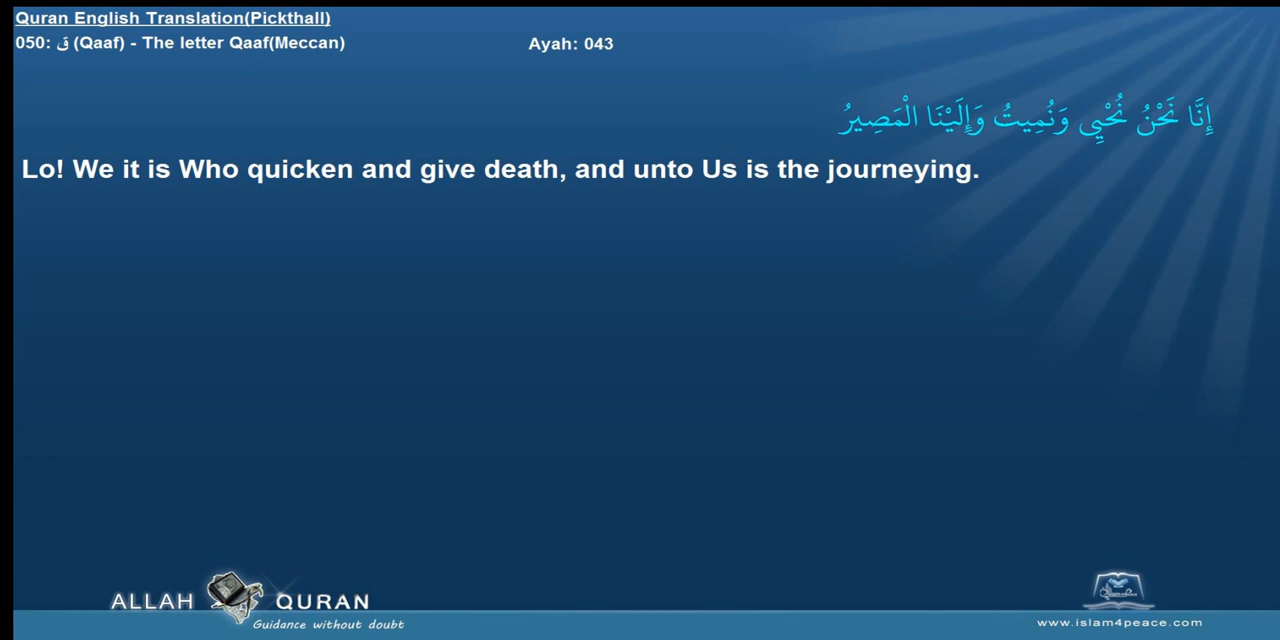 Quran English Translation(Pickthall)
050: ق (Qaaf) - The letter Qaaf(Meccan) Ayah: 043
إِنَّا نَحْنُ نُحْيِي وَنُمِيتُ وَإِلَيْنَا الْمَصِيرُ
Lo! We it is Who quicken and give death, and unto Us is the journeying.
ALLAH QURAN
Guidance without doubt
www.islam4peace.com